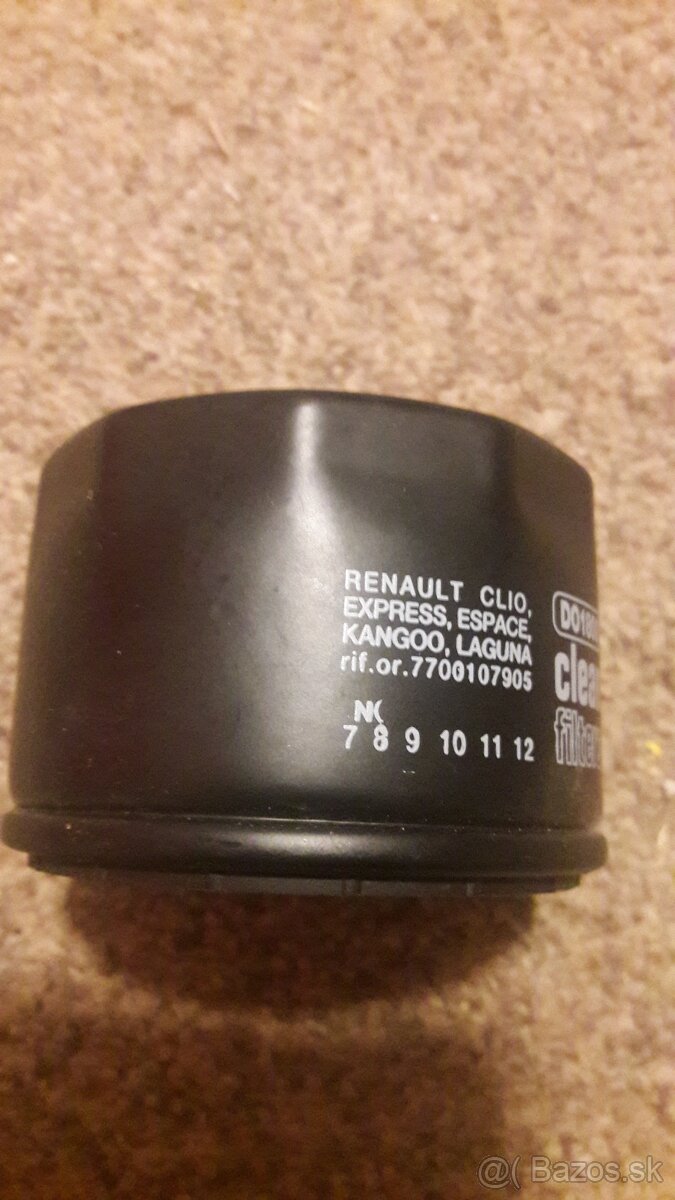 RENAULT CLIO,
EXPRESS, ESPACE,
KANGOO, LAGUNA
rif.or.7700107905
7 8 9 10 11 12
@( Bazos.sk